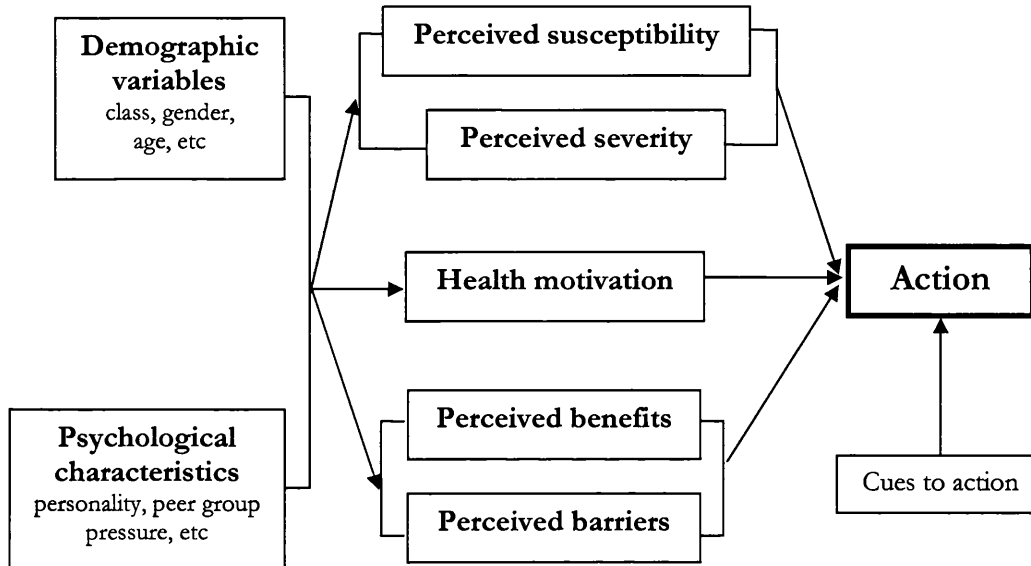 Demographic
variables
class, gender,
age, etc
Psychological
characteristics
personality, peer group
pressure, etc
Perceived susceptibility
Perceived severity
Health motivation
Perceived benefits
Perceived barriers
Action
Cues to action